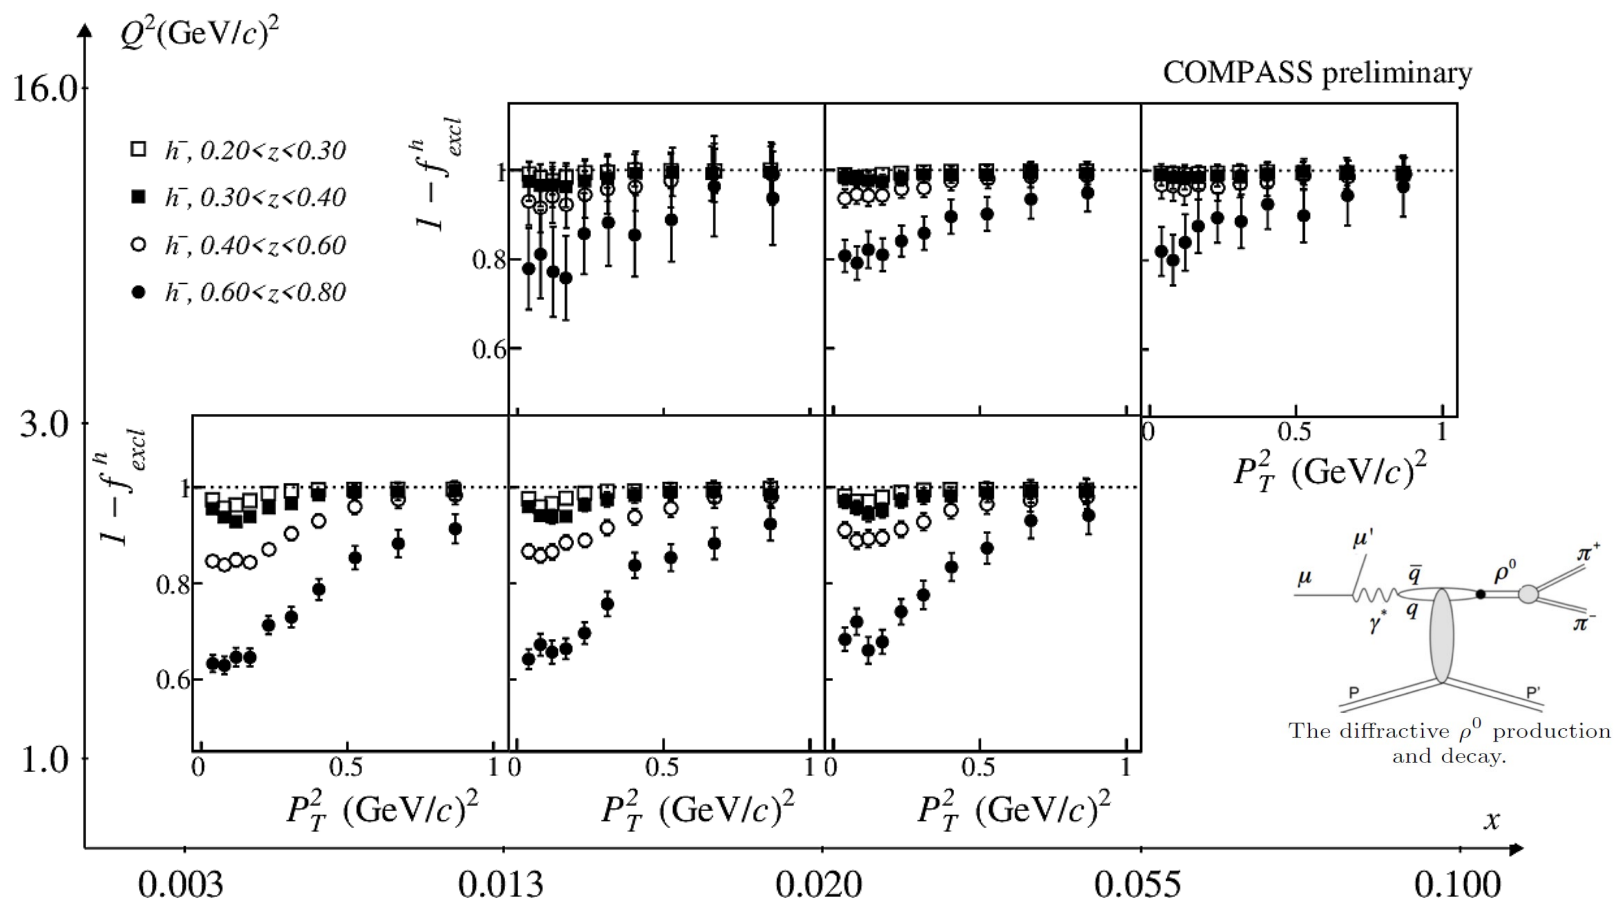 Q²(GeV/c)²
COMPASS preliminary
16.0
3.0
1.0
h⁻, 0.20<z<0.30
h⁻, 0.30<z<0.40
h⁻, 0.40<z<0.60
h⁻, 0.60<z<0.80
1 − f^h_excl
1
0.8
0.6
0 0.5 1
P_T² (GeV/c)²
1 − f^h_excl
1
0.8
0.6
0 0.5 1 0 0.5 1 0 0.5 1
P_T² (GeV/c)² P_T² (GeV/c)² P_T² (GeV/c)²
μ μ' γ* q̄ q ρ⁰ π⁺ π⁻
P P'
The diffractive ρ⁰ production
and decay.
x
0.003 0.013 0.020 0.055 0.100